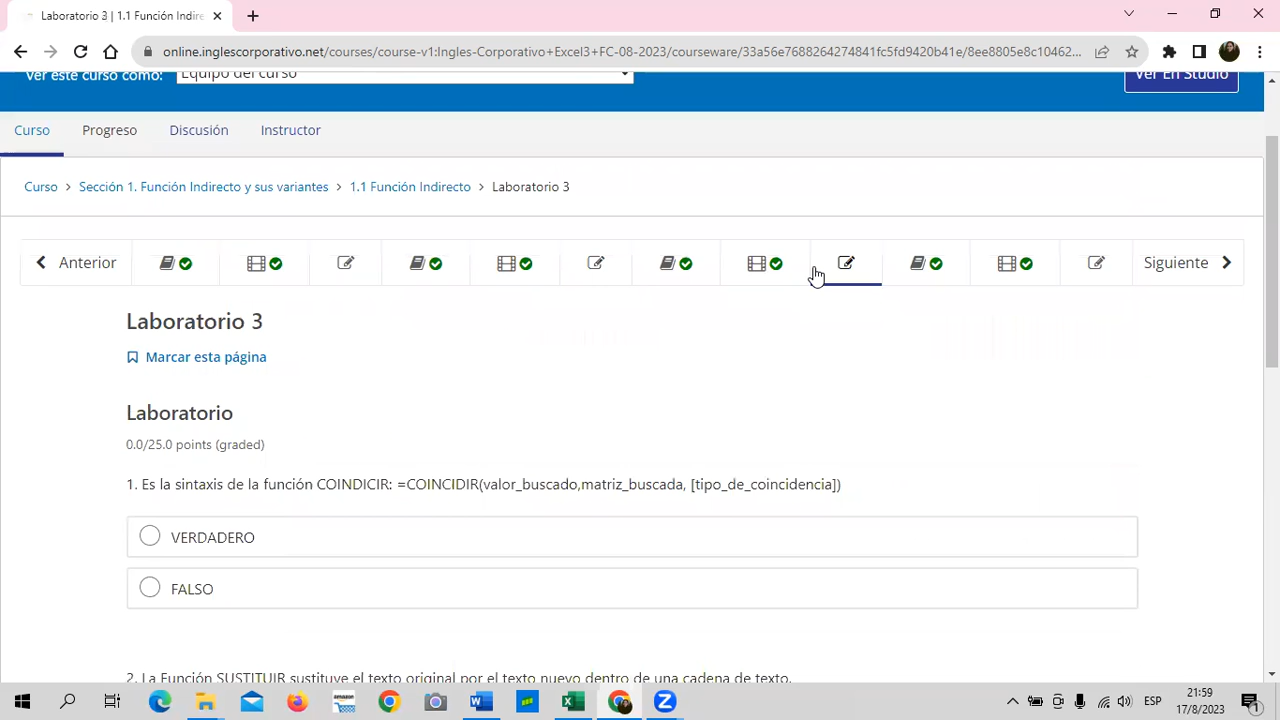 Laboratorio 3 | 1.1 Función Indire
online.inglescorporativo.net/courses/course-v1:Ingles-Corporativo+Excel3+FC-08-2023/courseware/33a56e7688264274841fc5fd9420b41e/8ee8805e8c10462...
Ver este curso como: Equipo del curso Ver En Studio
Curso Progreso Discusión Instructor
Curso > Sección 1. Función Indirecto y sus variantes > 1.1 Función Indirecto > Laboratorio 3
Anterior Siguiente
Laboratorio 3
Marcar esta página
Laboratorio
0.0/25.0 points (graded)
1. Es la sintaxis de la función COINDICIR: =COINCIDIR(valor_buscado,matriz_buscada, [tipo_de_coincidencia])
VERDADERO
FALSO
2. La Función SUSTITUIR sustituye el texto original por el texto nuevo dentro de una cadena de texto.
ESP
21:59
17/8/2023